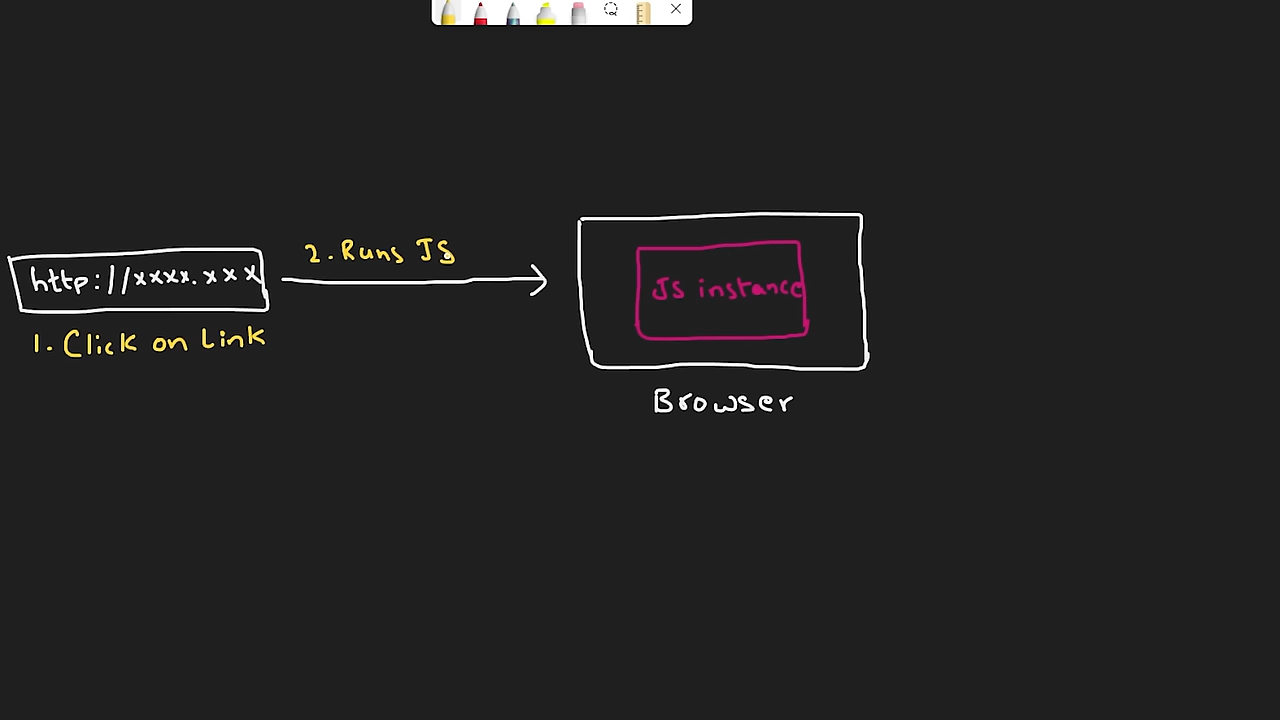 2. Runs JS
http://xxxx.xxx
Js instance
1. Click on Link
Browser